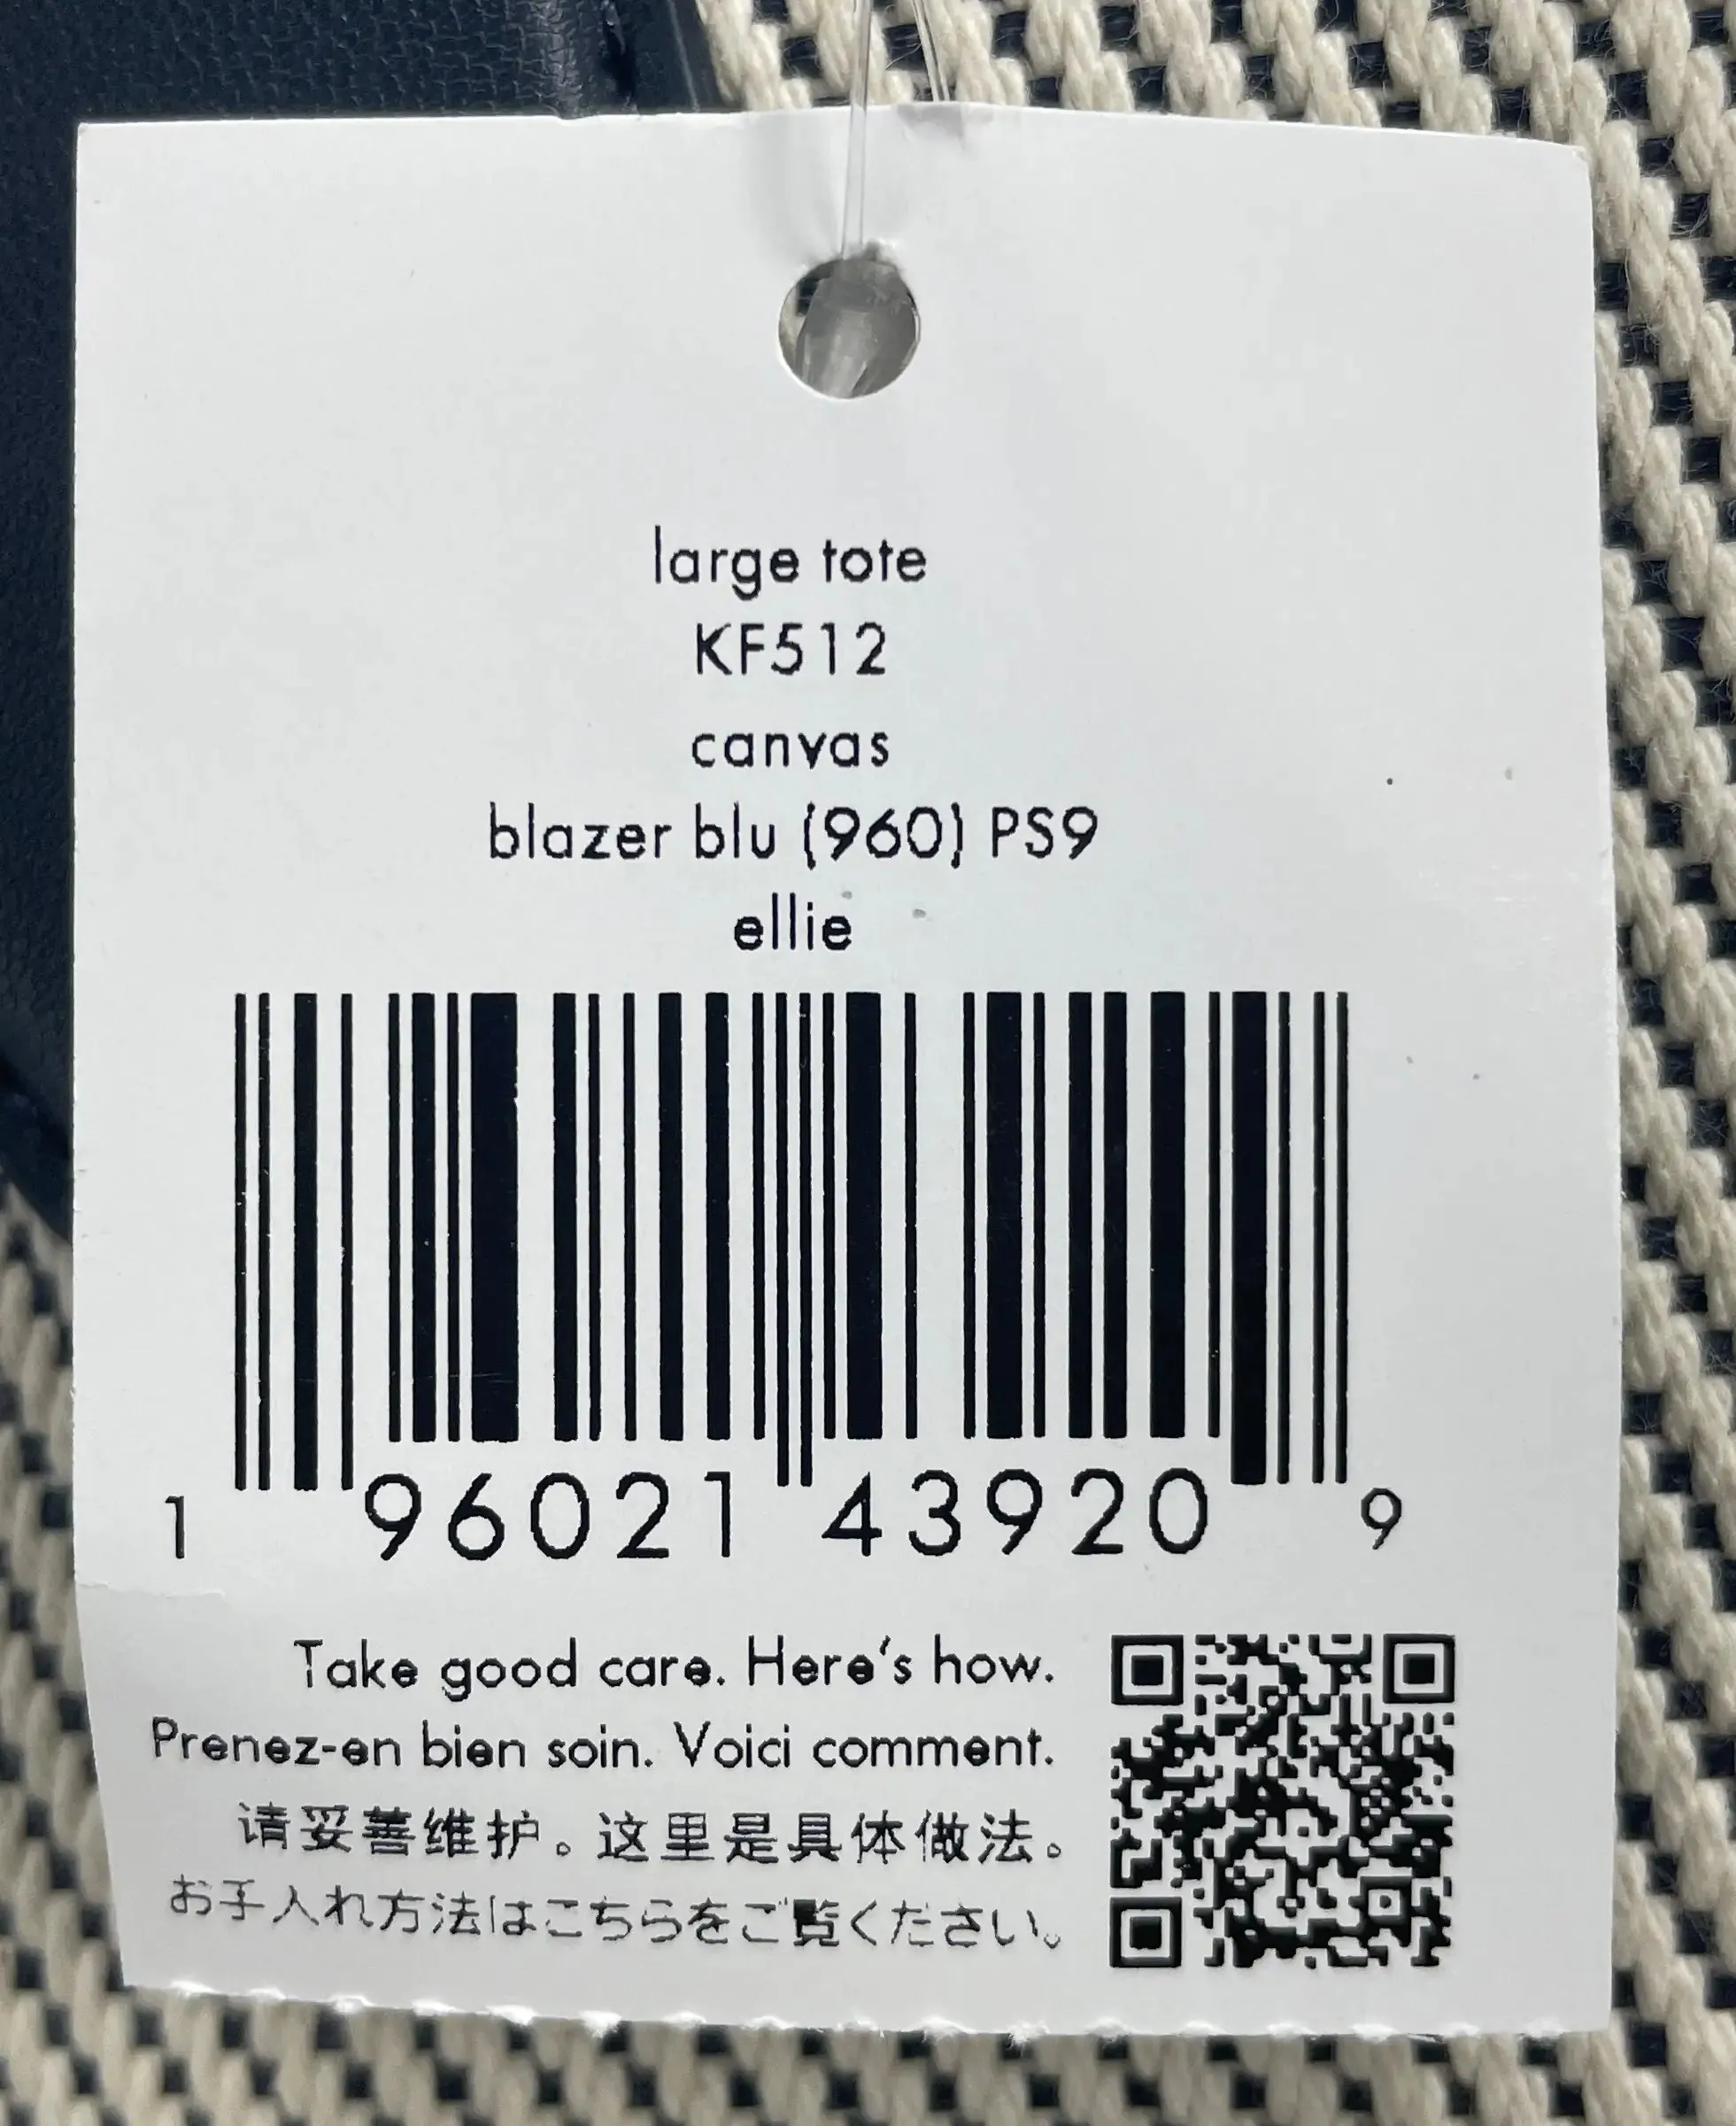 large tote
KF512
canvas
blazer blu (960) PS9
ellie
1 96021 43920 9
Take good care. Here's how.
Prenez-en bien soin. Voici comment.
请妥善维护。这里是具体做法。
お手入れ方法はこちらをご覧ください。